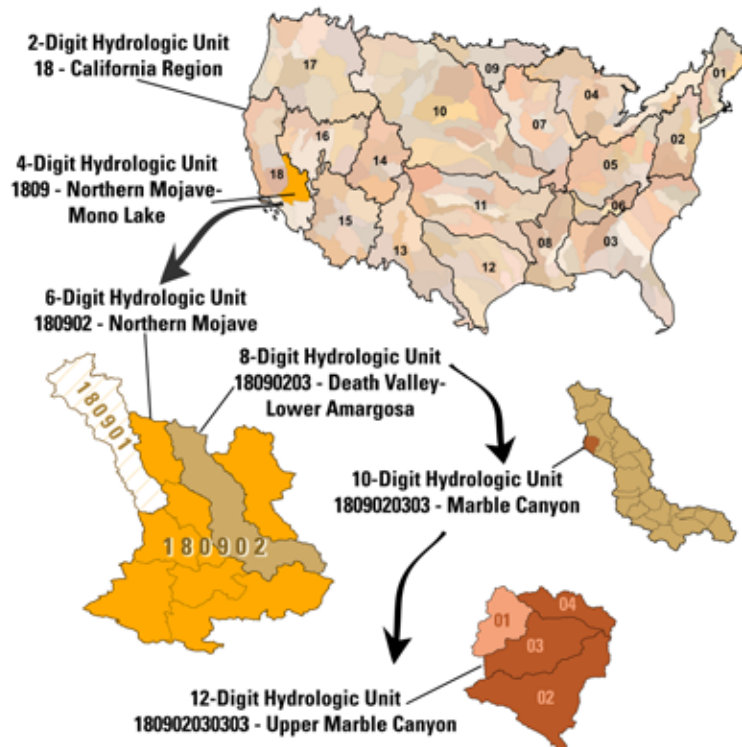 2-Digit Hydrologic Unit
18 - California Region
17
09
01
04
10
02
07
16
05
14
4-Digit Hydrologic Unit
1809 - Northern Mojave-
Mono Lake
18
11
06
15
08
03
13
12
6-Digit Hydrologic Unit
180902 - Northern Mojave
8-Digit Hydrologic Unit
18090203 - Death Valley-
Lower Amargosa
180901
10-Digit Hydrologic Unit
1809020303 - Marble Canyon
180902
04
01
03
02
12-Digit Hydrologic Unit
180902030303 - Upper Marble Canyon